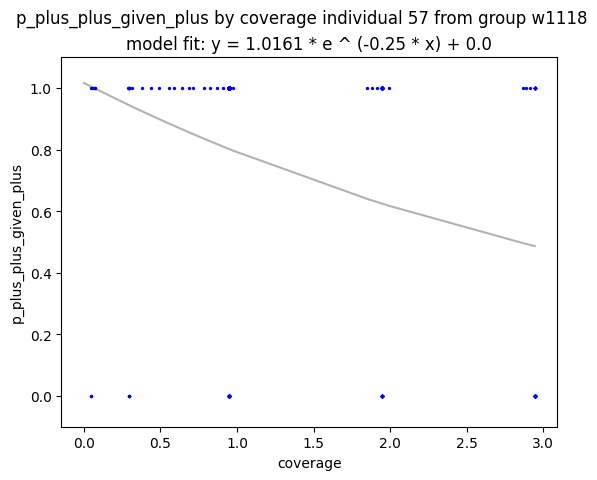 p_plus_plus_given_plus by coverage individual 57 from group w1118
model fit: y = 1.0161 * e ^ (-0.25 * x) + 0.0
1.0
0.8
0.6
0.4
0.2
0.0
p_plus_plus_given_plus
0.0 0.5 1.0 1.5 2.0 2.5 3.0
coverage